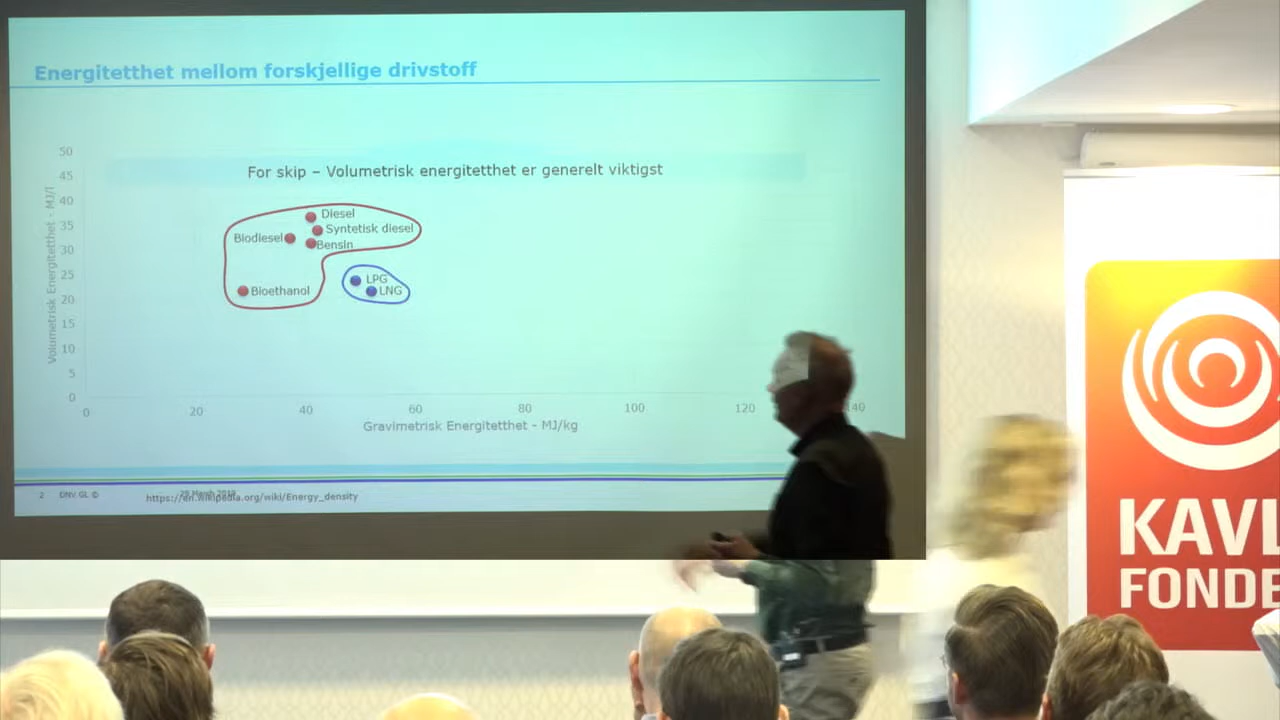 Energitetthet mellom forskjellige drivstoff
For skip – Volumetrisk energitetthet er generelt viktigst
Volumetrisk Energitetthet - MJ/l
50
45
40
35
30
25
20
15
10
5
0
Diesel
Syntetisk diesel
Biodiesel
Bensin
LPG
Bioethanol
LNG
0
20
40
60
80
100
120
140
Gravimetrisk Energitetthet - MJ/kg
2
DNV GL ©
https://en.wikipedia.org/wiki/Energy_density
KAVL
FONDE